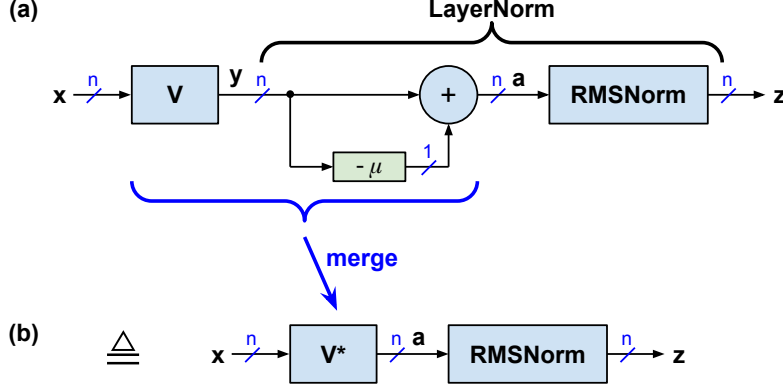 (a)
LayerNorm
x n V y n + n a RMSNorm n z
- μ 1
merge
(b) ≜ x n V* n a RMSNorm n z